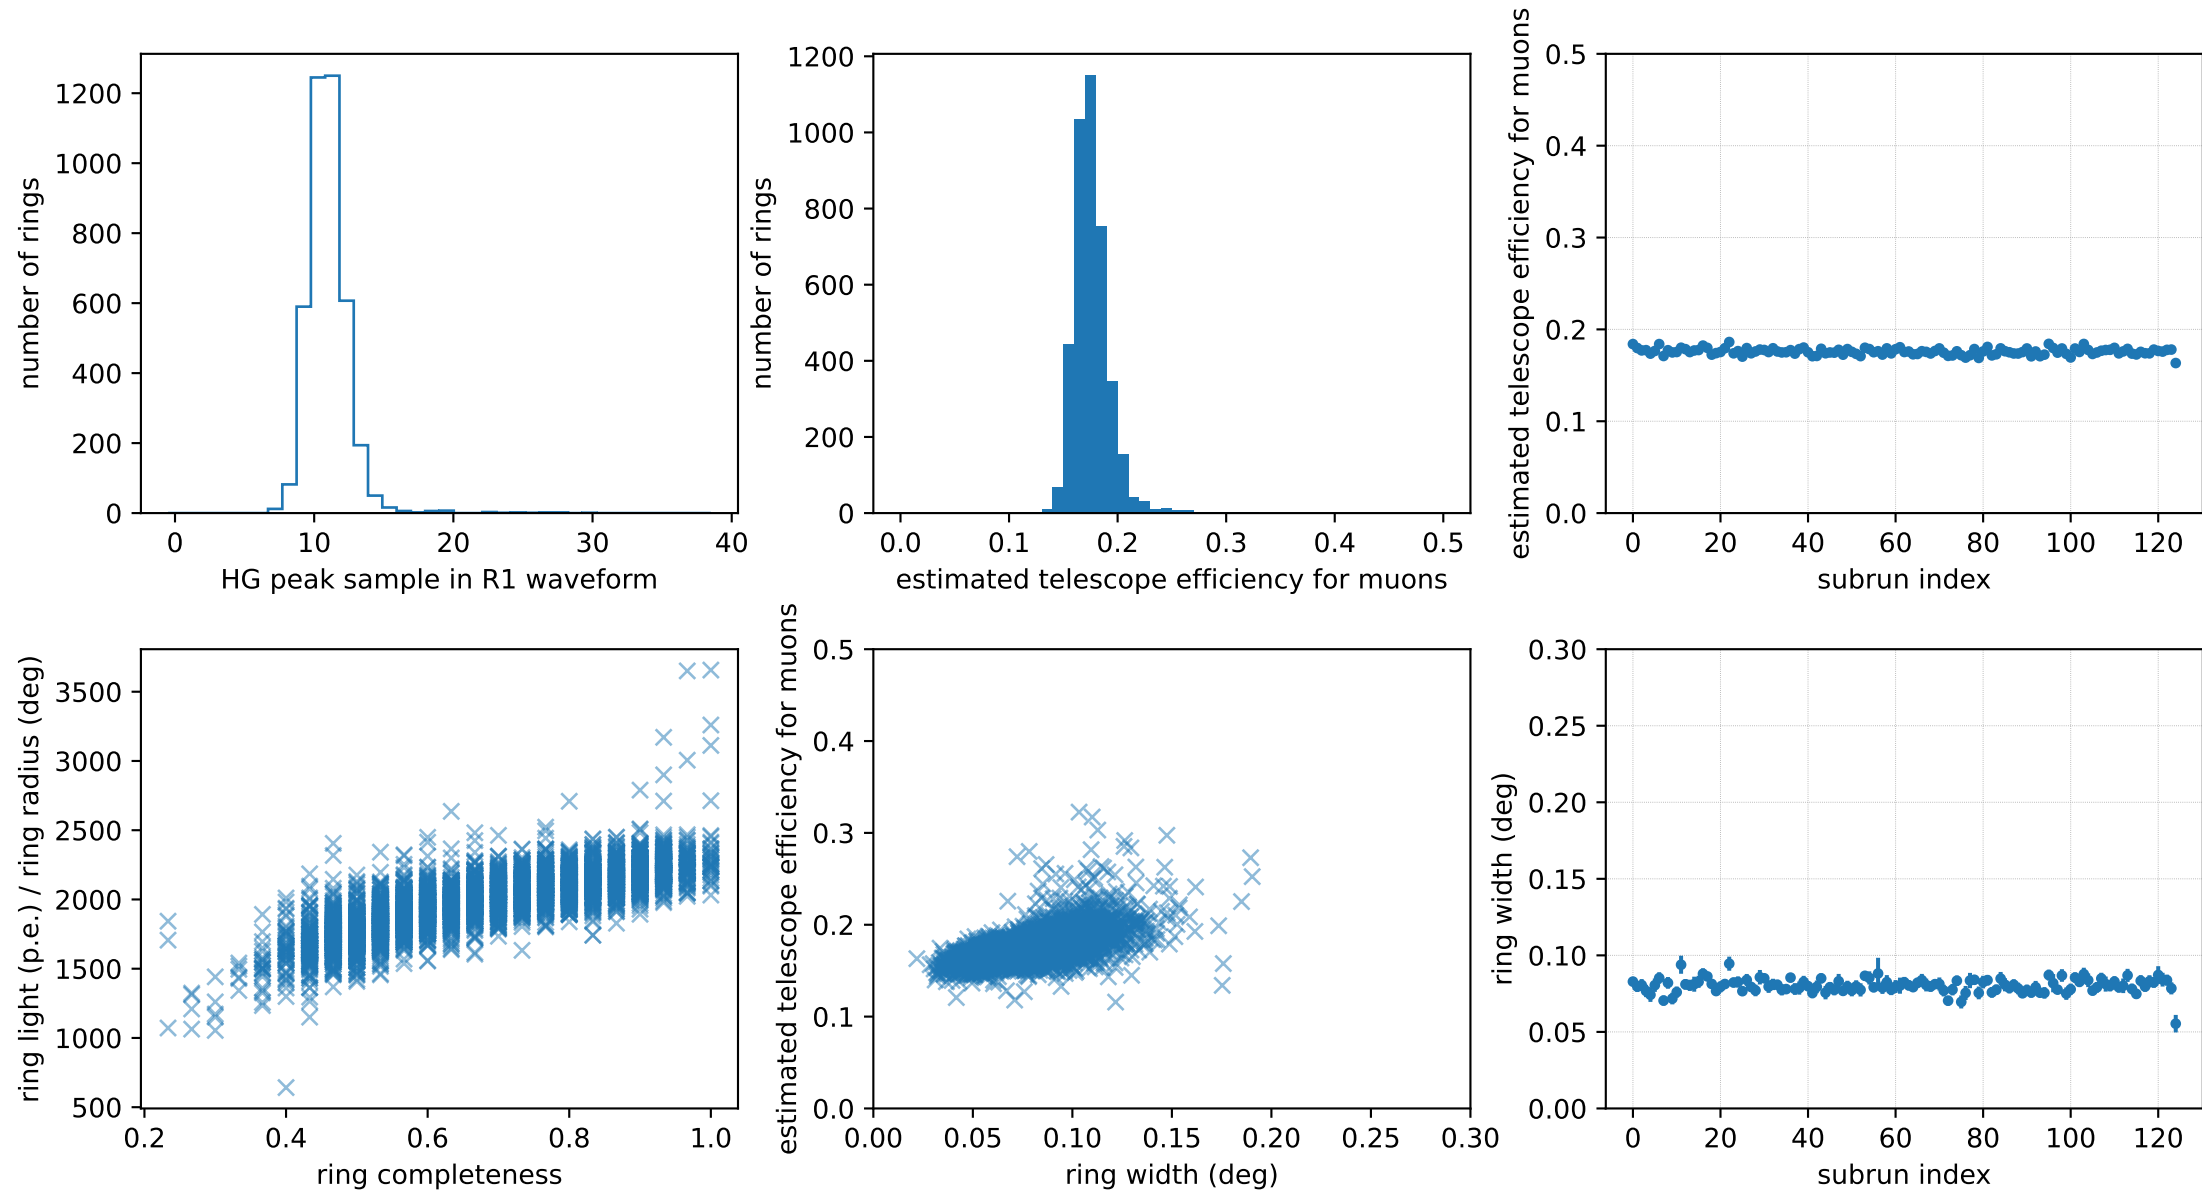 number of rings
1200
1000
800
600
400
200
0
0 10 20 30 40
HG peak sample in R1 waveform
number of rings
1200
1000
800
600
400
200
0
0.0 0.1 0.2 0.3 0.4 0.5
estimated telescope efficiency for muons
estimated telescope efficiency for muons
0.5
0.4
0.3
0.2
0.1
0.0
0 20 40 60 80 100 120
subrun index
ring light (p.e.) / ring radius (deg)
3500
3000
2500
2000
1500
1000
500
0.2 0.4 0.6 0.8 1.0
ring completeness
estimated telescope efficiency for muons
0.5
0.4
0.3
0.2
0.1
0.0
0.00 0.05 0.10 0.15 0.20 0.25 0.30
ring width (deg)
ring width (deg)
0.30
0.25
0.20
0.15
0.10
0.05
0.00
0 20 40 60 80 100 120
subrun index